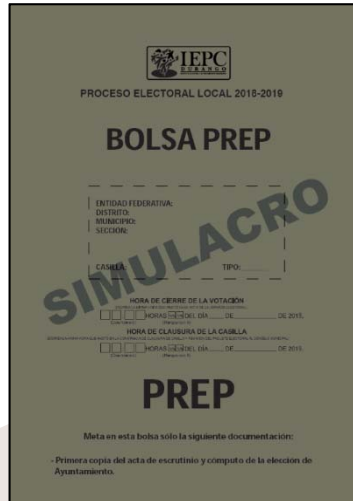 IEPC
DURANGO
PROCESO ELECTORAL LOCAL 2018-2019
BOLSA PREP
ENTIDAD FEDERATIVA:
DISTRITO:
MUNICIPIO:
SECCIÓN:
CASILLA: TIPO:
SIMULACRO
HORA DE CIERRE DE LA VOTACIÓN
HORAS DEL DÍA DE DE 2019.
HORA DE CLAUSURA DE LA CASILLA
HORAS DEL DÍA DE DE 2019.
PREP
Meta en esta bolsa sólo la siguiente documentación:
- Primera copia del acta de escrutinio y cómputo de la elección de
Ayuntamiento.